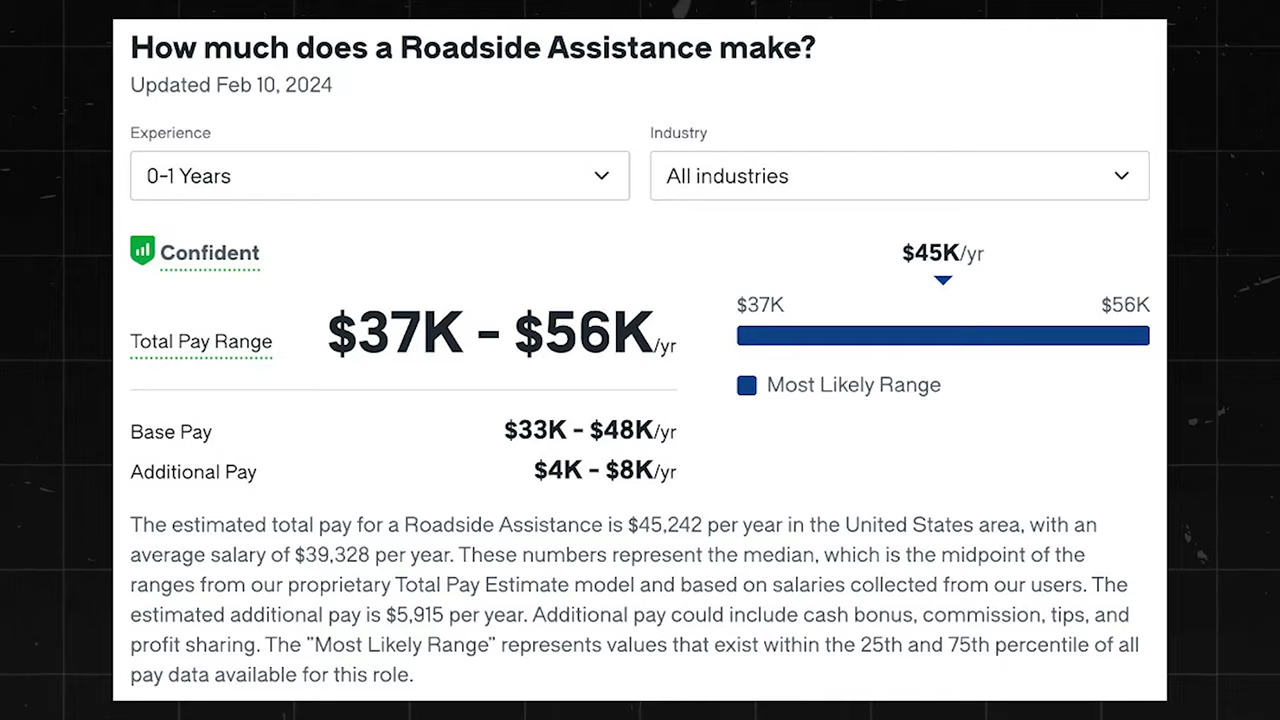 How much does a Roadside Assistance make?
Updated Feb 10, 2024
Experience
Industry
0-1 Years
All industries
Confident
$45K/yr
$37K
$56K
Total Pay Range
$37K - $56K/yr
Most Likely Range
Base Pay
$33K - $48K/yr
Additional Pay
$4K - $8K/yr
The estimated total pay for a Roadside Assistance is $45,242 per year in the United States area, with an
average salary of $39,328 per year. These numbers represent the median, which is the midpoint of the
ranges from our proprietary Total Pay Estimate model and based on salaries collected from our users. The
estimated additional pay is $5,915 per year. Additional pay could include cash bonus, commission, tips, and
profit sharing. The "Most Likely Range" represents values that exist within the 25th and 75th percentile of all
pay data available for this role.